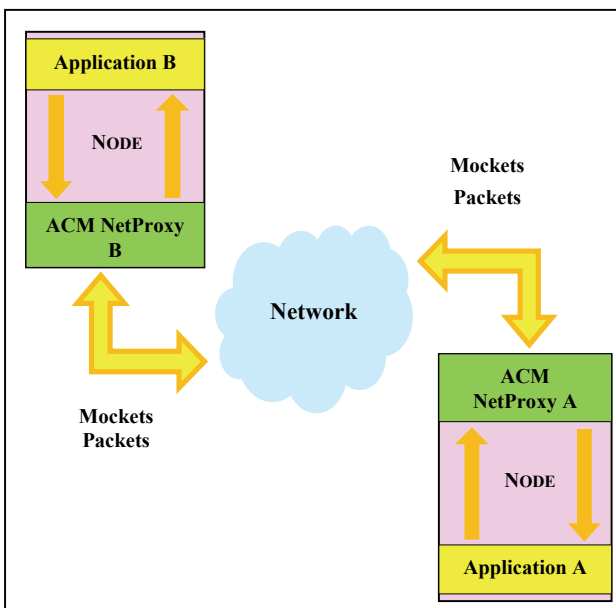 Application B
NODE
ACM NetProxy
B
Mockets
Packets
Network
Mockets
Packets
ACM
NetProxy A
NODE
Application A